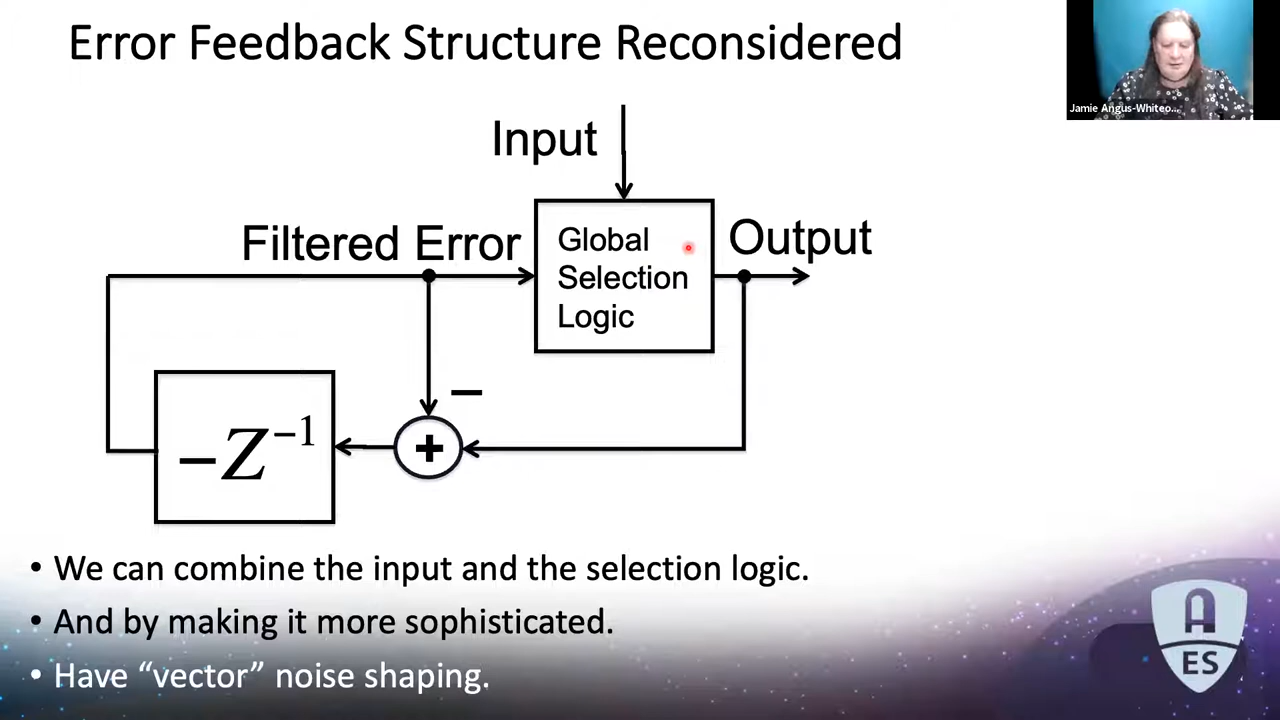 Error Feedback Structure Reconsidered
Jamie Angus-Whiteo...
Input
Filtered Error
Global
Selection
Logic
Output
−
−Z⁻¹
+
• We can combine the input and the selection logic.
• And by making it more sophisticated.
• Have “vector” noise shaping.
A
ES